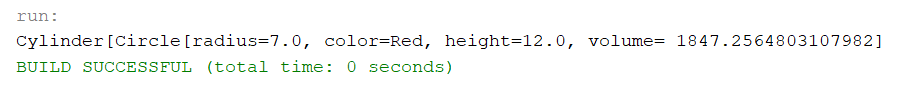 run:
Cylinder[Circle[radius=7.0, color=Red, height=12.0, volume= 1847.2564803107982]
BUILD SUCCESSFUL (total time: 0 seconds)